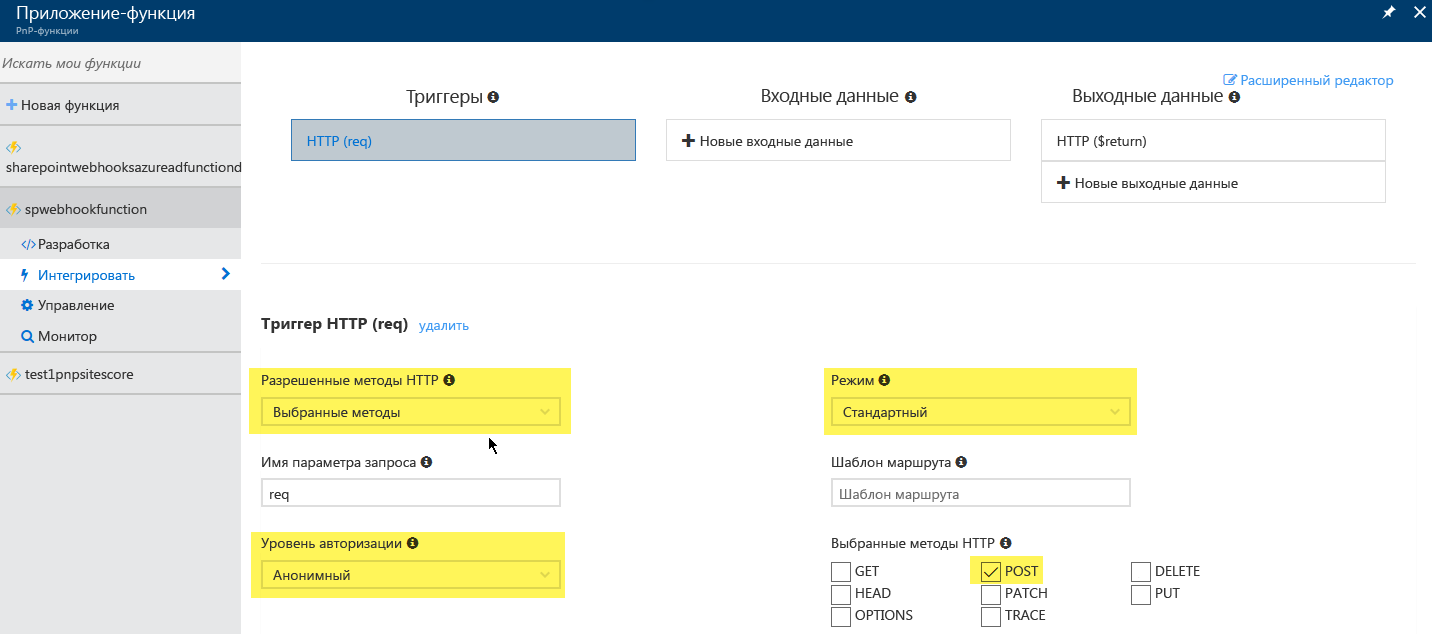 Приложение-функция
PnP-функции
Искать мои функции
Новая функция
sharepointwebhooksazureadfunctiond
spwebhookfunction
Разработка
Интегрировать
Управление
Монитор
test1pnpsitescore
Расширенный редактор
Триггеры
HTTP (req)
Входные данные
Новые входные данные
Выходные данные
HTTP ($return)
Новые выходные данные
Триггер HTTP (req) удалить
Разрешенные методы HTTP
Выбранные методы
Режим
Стандартный
Имя параметра запроса
req
Шаблон маршрута
Шаблон маршрута
Уровень авторизации
Анонимный
Выбранные методы HTTP
GET POST DELETE
HEAD PATCH PUT
OPTIONS TRACE